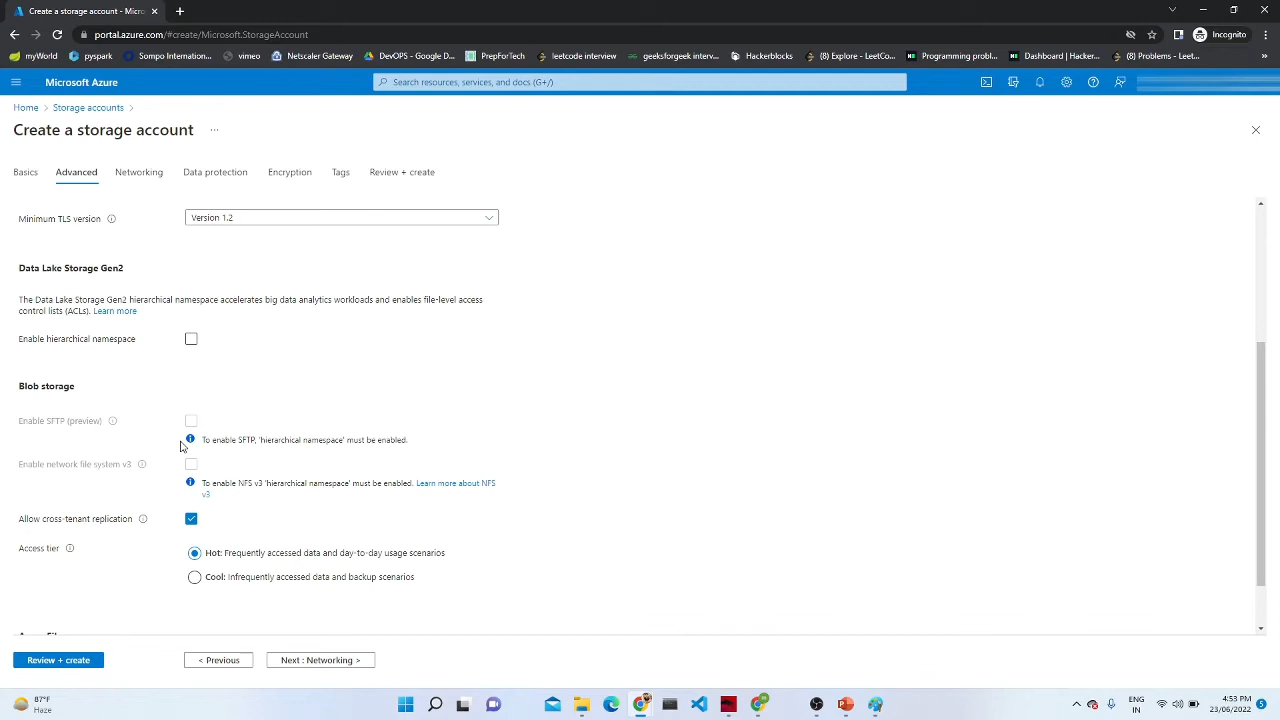 Create a storage account - Micro
portal.azure.com/#create/Microsoft.StorageAccount
Incognito
myWorld
pyspark
Sompo Internationa...
vimeo
Netscaler Gateway
DevOPS - Google D...
PrepForTech
leetcode interview
geeksforgeek interv...
Hackerblocks
(8) Explore - LeetCo...
Programming probl...
Dashboard | Hacker...
(8) Problems - Leet...
Microsoft Azure
Search resources, services, and docs (G+/)
Home > Storage accounts >
Create a storage account ...
Basics
Advanced
Networking
Data protection
Encryption
Tags
Review + create
Minimum TLS version
Version 1.2
Data Lake Storage Gen2
The Data Lake Storage Gen2 hierarchical namespace accelerates big data analytics workloads and enables file-level access
control lists (ACLs). Learn more
Enable hierarchical namespace
Blob storage
Enable SFTP (preview)
To enable SFTP, 'hierarchical namespace' must be enabled.
Enable network file system v3
To enable NFS v3 'hierarchical namespace' must be enabled. Learn more about NFS
v3
Allow cross-tenant replication
Access tier
Hot: Frequently accessed data and day-to-day usage scenarios
Cool: Infrequently accessed data and backup scenarios
Review + create
< Previous
Next : Networking >
87°F
Haze
ENG
IN
4:53 PM
23/06/2022
5